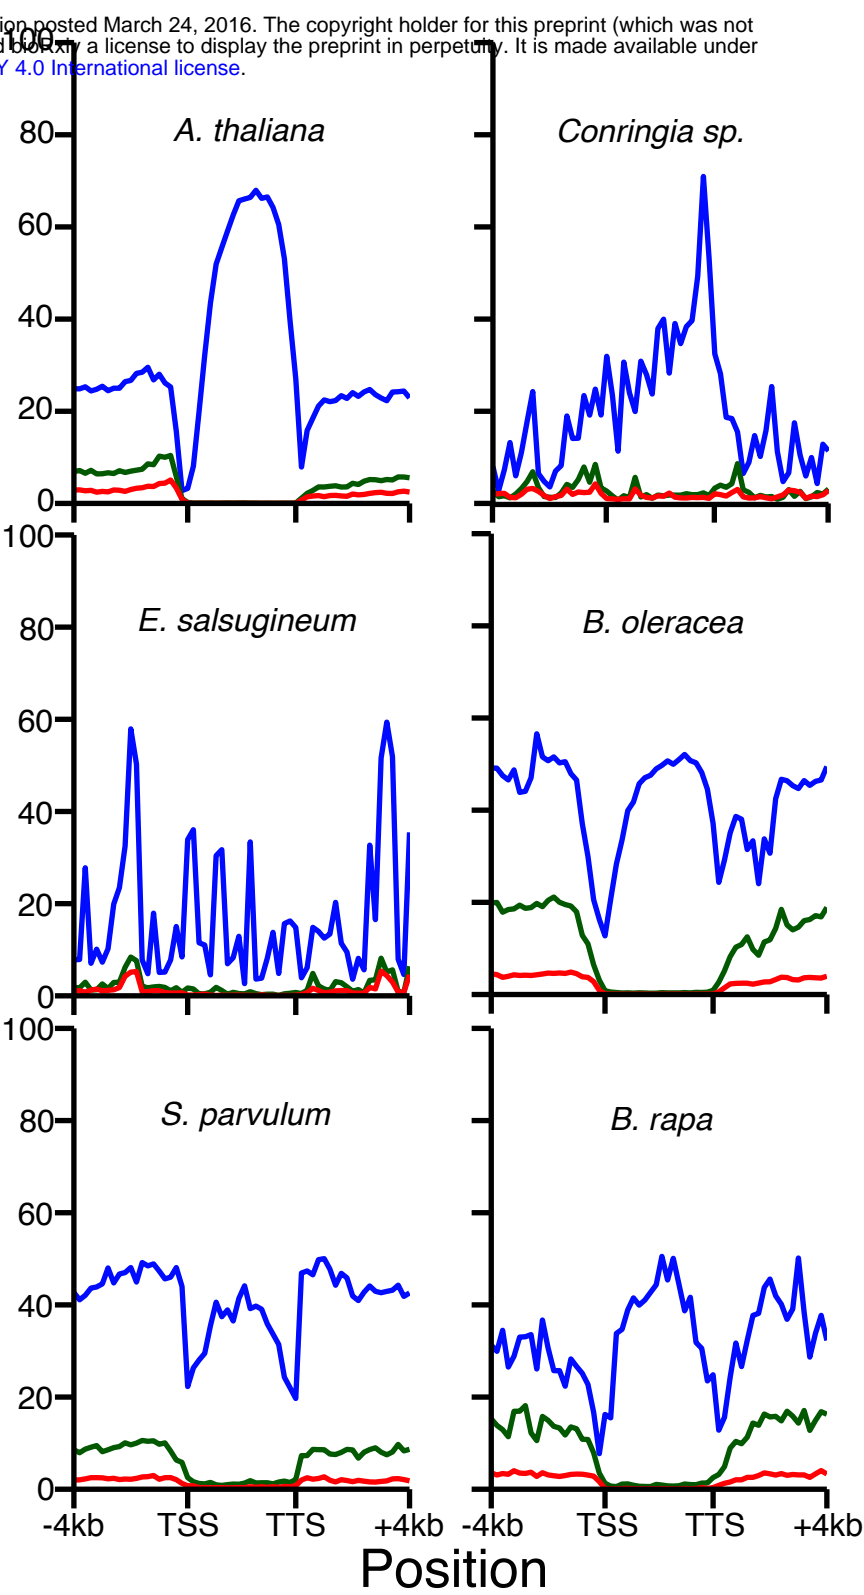 ion posted March 24, 2016. The copyright holder for this preprint (which was not
bioRxiv a license to display the preprint in perpetuity. It is made available under
Y 4.0 International license.
100
80
60
40
20
0
A. thaliana
Conringia sp.
100
80
60
40
20
0
E. salsugineum
B. oleracea
100
80
60
40
20
0
S. parvulum
B. rapa
-4kb TSS TTS +4kb -4kb TSS TTS +4kb
Position